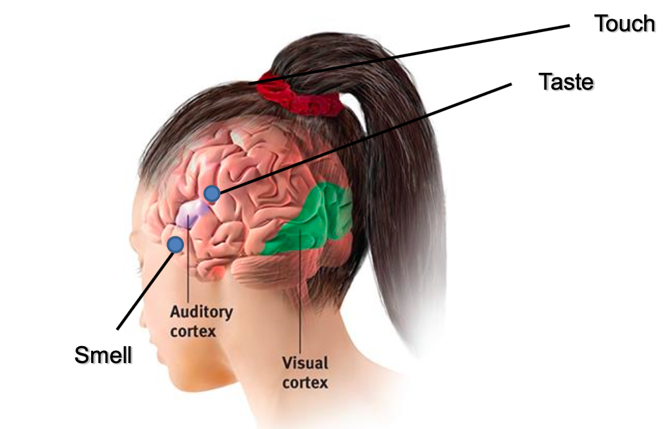 Touch
Taste
Auditory
cortex
Smell
Visual
cortex